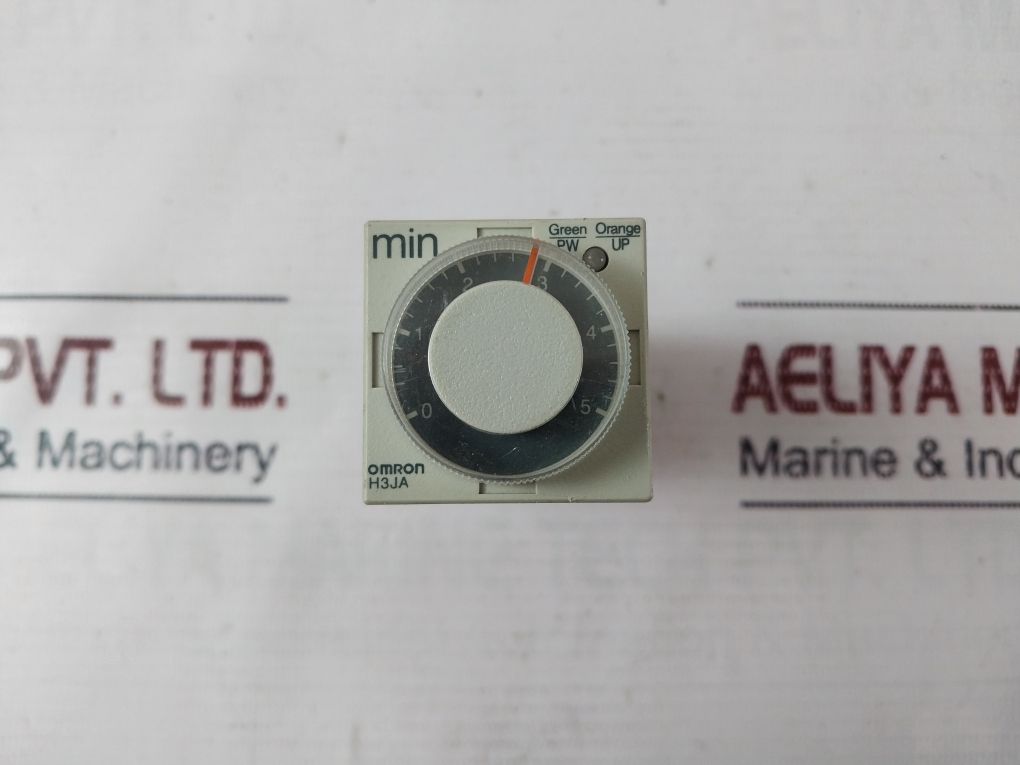 min
Green Orange
PW UP
0 1 2 3 4 5
OMRON
H3JA
PVT. LTD.
& Machinery
AELIYA M
Marine & Ind